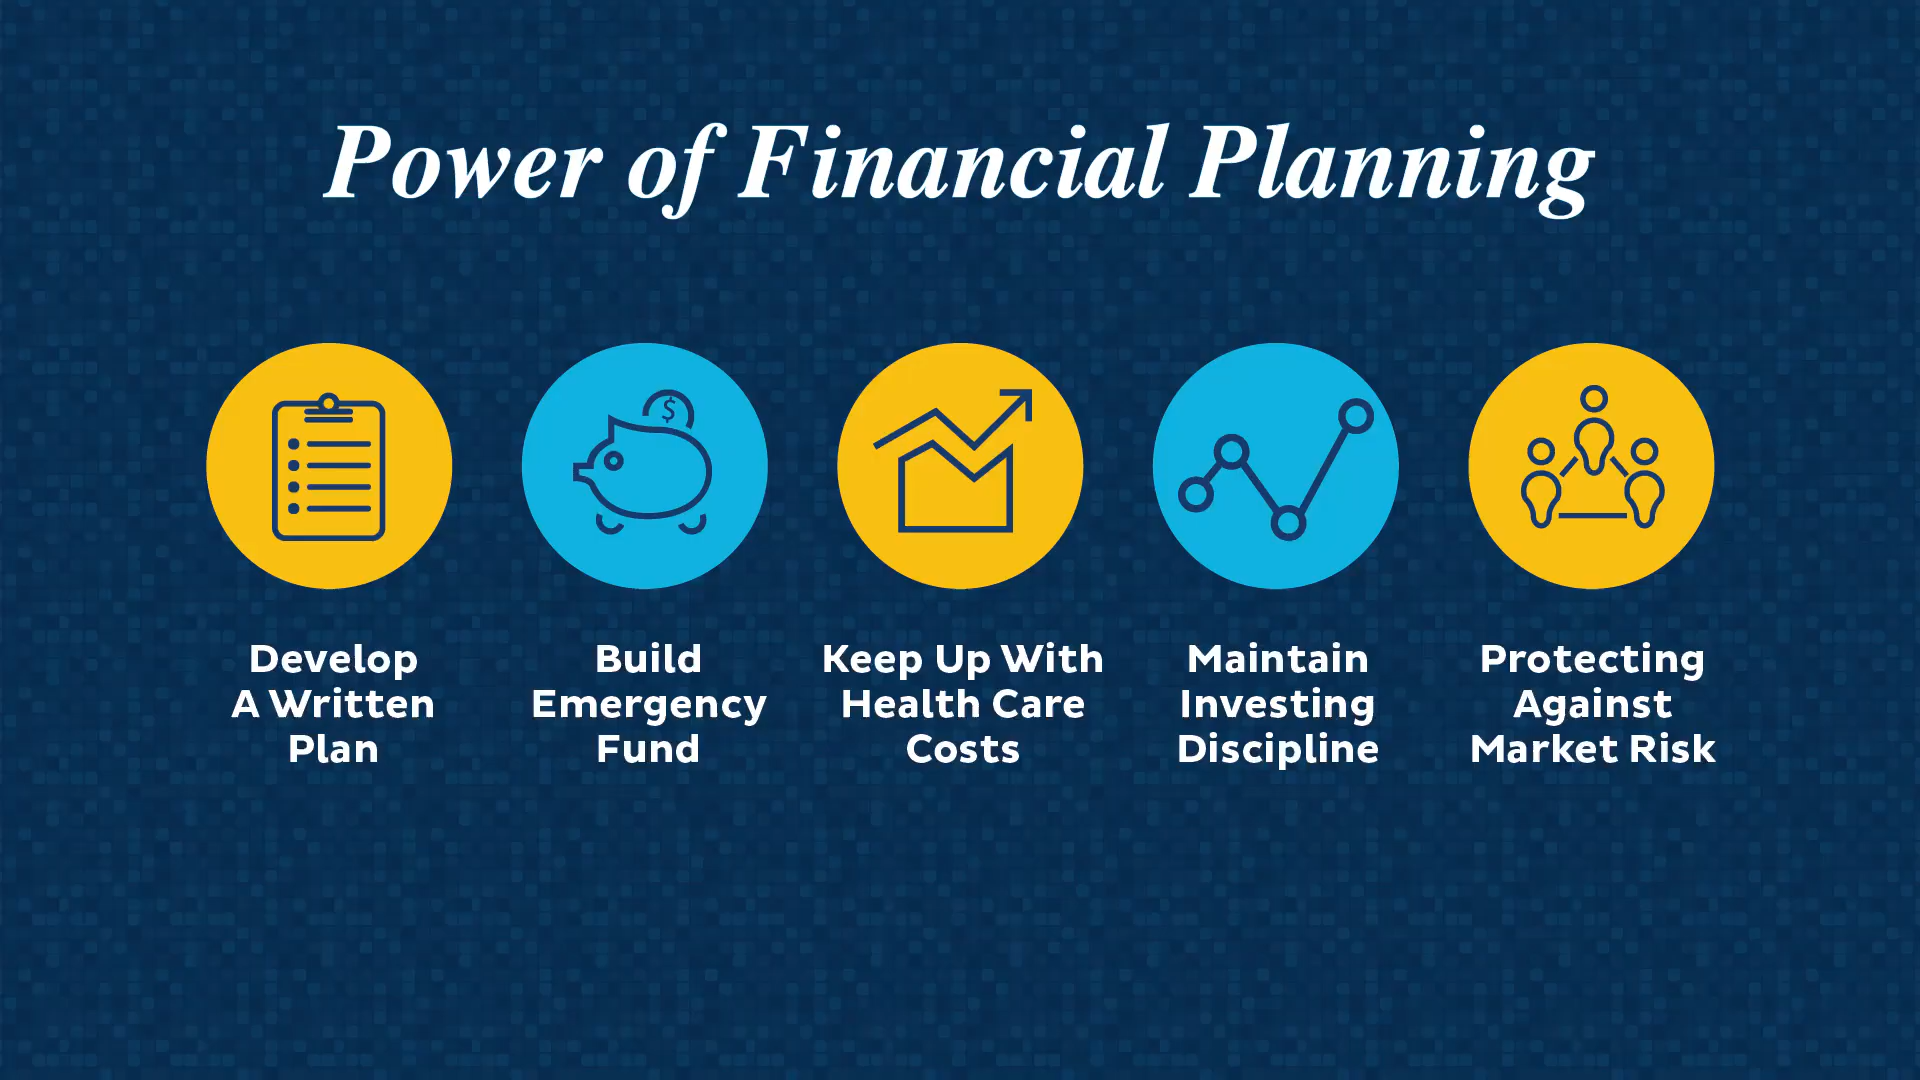 Power of Financial Planning
$
Develop
A Written
Plan
Build
Emergency
Fund
Keep Up With
Health Care
Costs
Maintain
Investing
Discipline
Protecting
Against
Market Risk